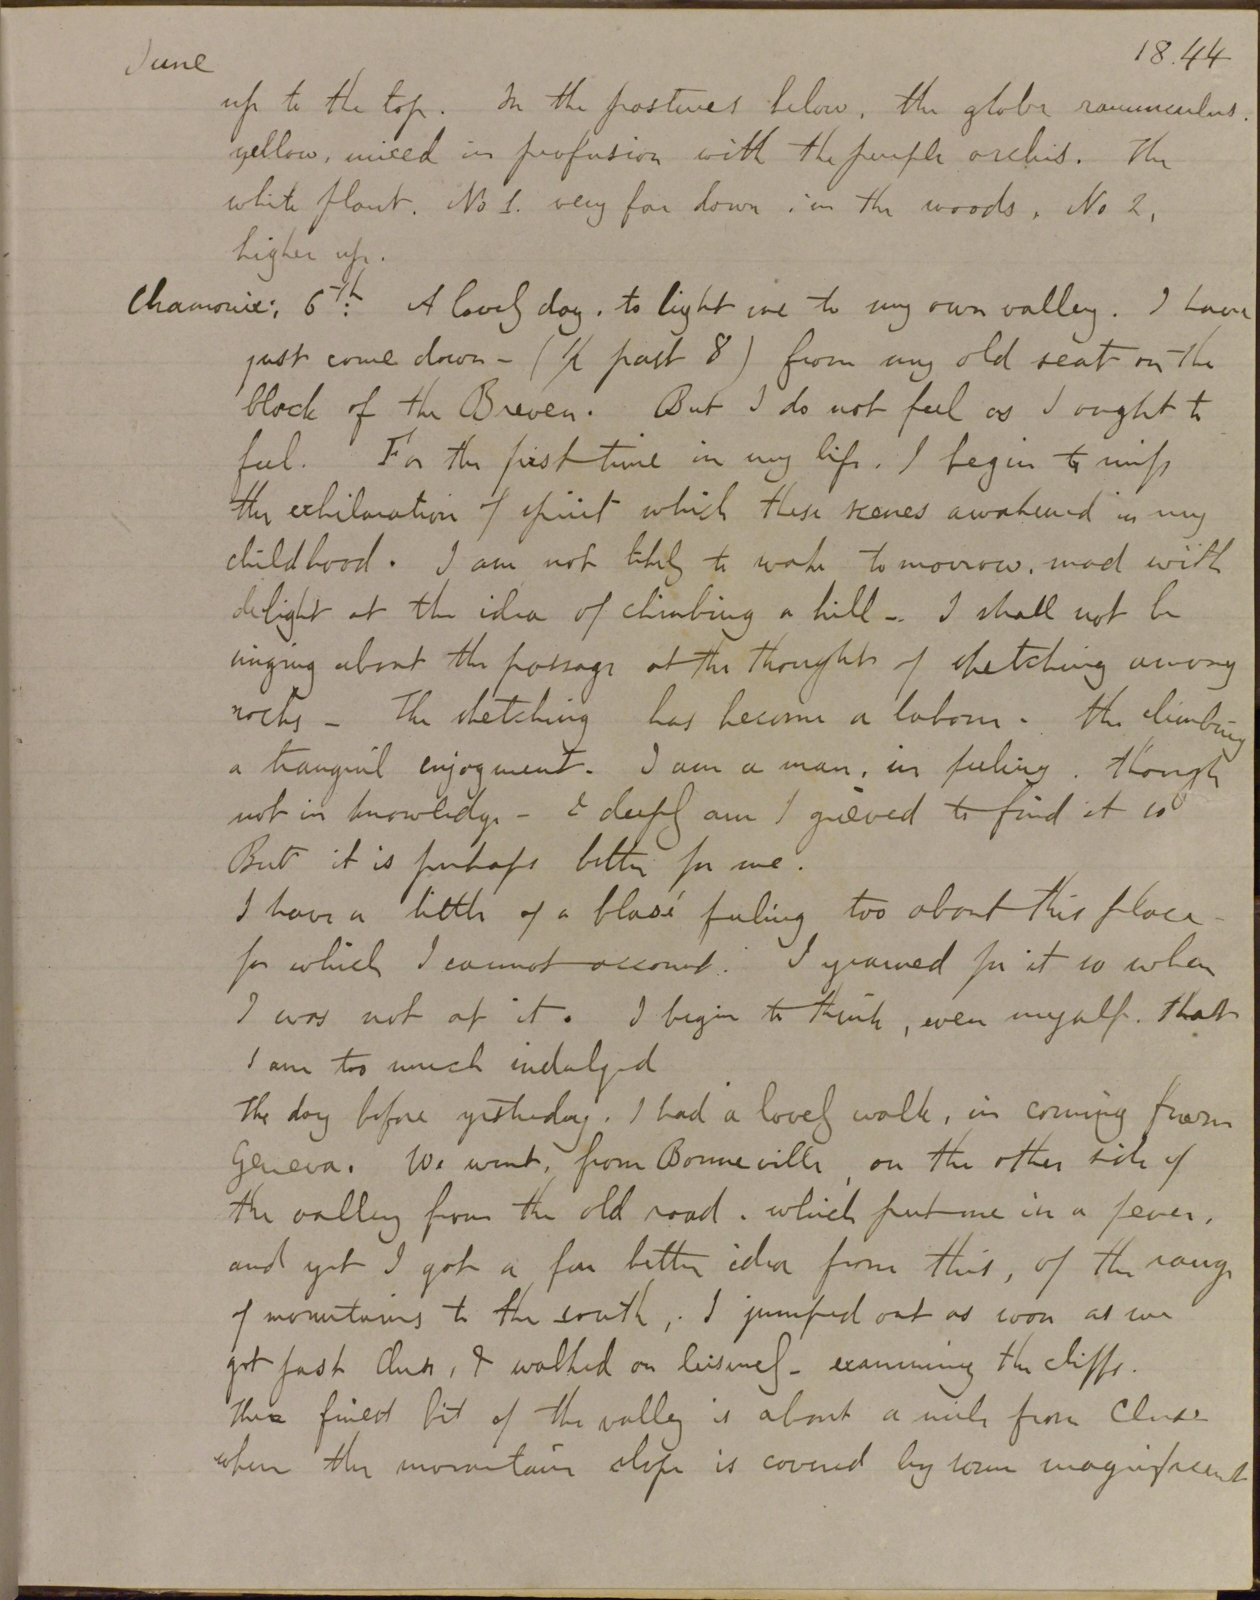 June
18.44
up to the top. In the pastures below, the globe ranunculus.
yellow, mixed in profusion with the purple orchis. The
white plant. No 1. very far down in the woods. No 2,
higher up.
Chamonix; 6th. A lovely day. to light me to my own valley. I have
just come down – (1/4 past 8) from my old seat on the
block of the Breven. But I do not feel as I ought to
feel. For the first time in my life. I begin to miss
the exhilaration of spirit which these scenes awakened in my
childhood. I am not likely to wake tomorrow, mad with
delight at the idea of climbing a hill –. I shall not be
singing about the passage at the thought of sketching among
rocks – The sketching has become a labour. the climbing
a tranquil enjoyment. I am a man, in feeling. though
not in knowledge – & deeply am I grieved to find it so
But it is perhaps better for me.
I have a little of a blasé feeling too about this place –
for which I cannot account. I yearned for it so when
I was not at it. I begin to think, even myself. that
I am too much indulged
The day before yesterday. I had a lovely walk, in coming from
Geneva. We went, from Bonneville, on the other side of
the valley from the old road. which put me in a fever,
and yet I got a far better idea from this, of the range
of mountains to the south,. I jumped out as soon as we
got past Cluse, & walked on leisurely – examining the cliffs.
The finest bit of the valley is about a mile from Cluse
where the mountain slope is covered by some magnificent